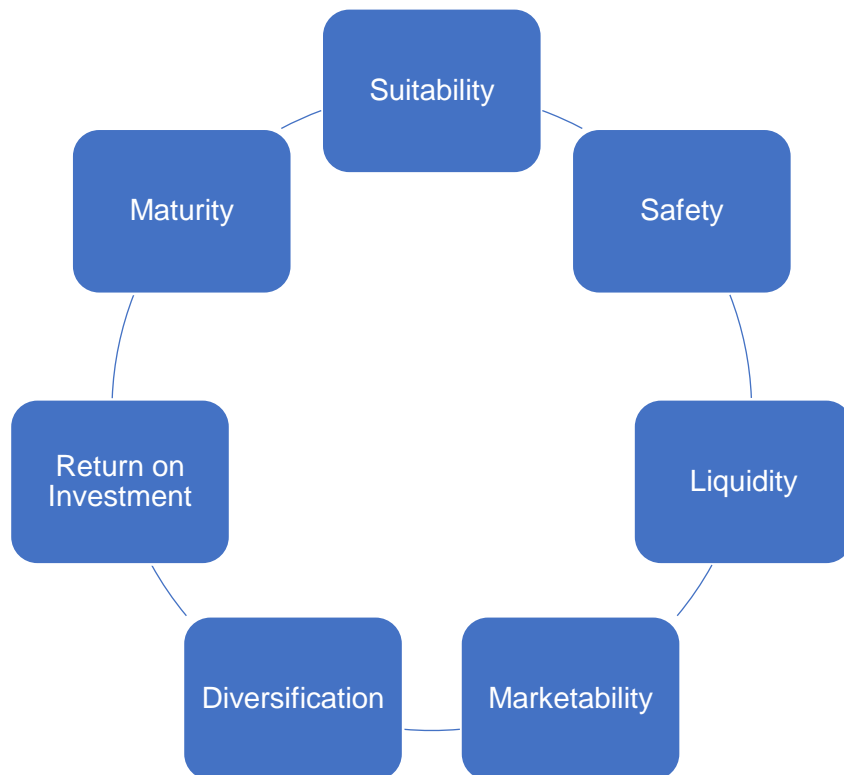 Suitability
Safety
Liquidity
Marketability
Diversification
Return on
Investment
Maturity